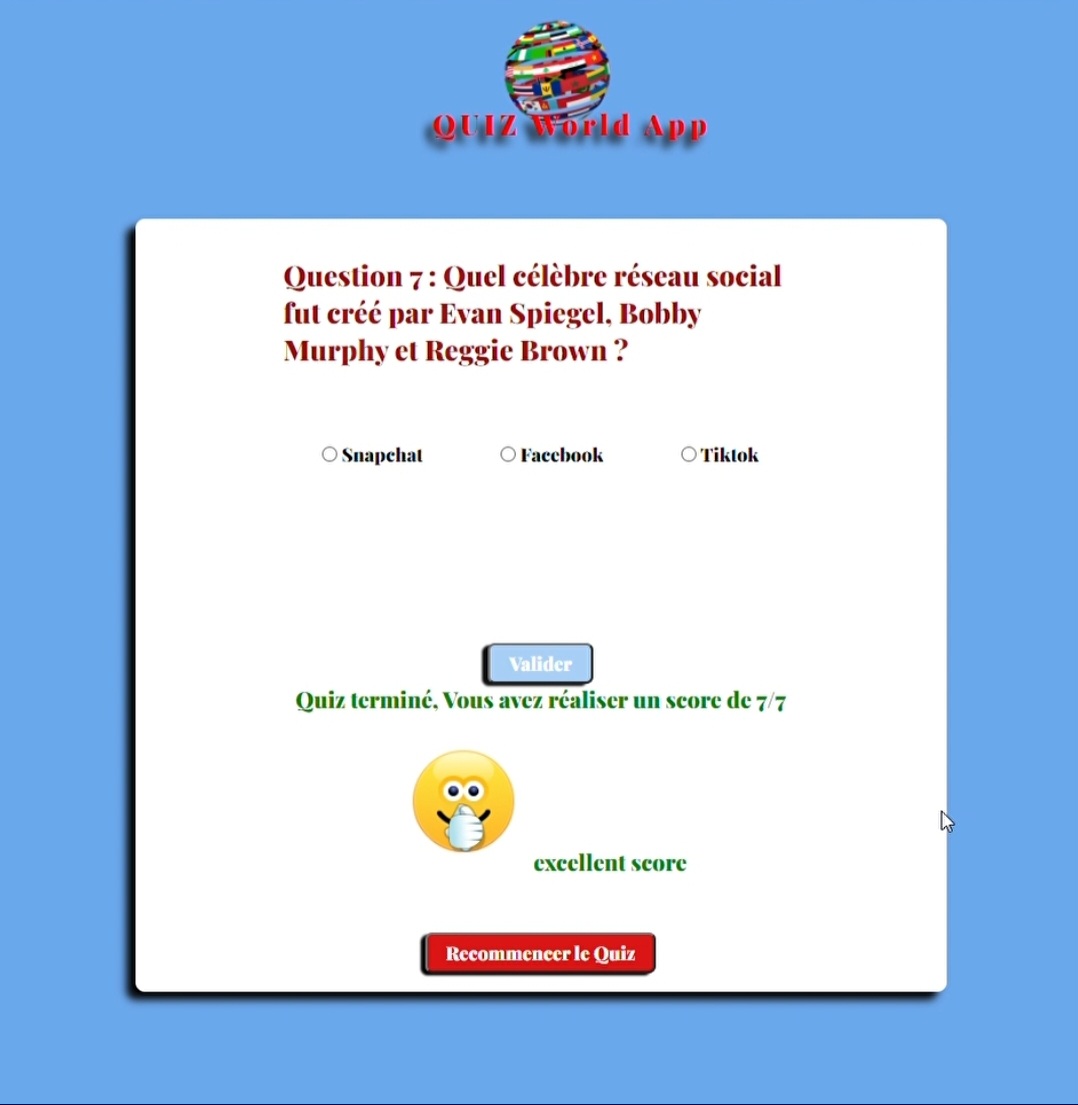 QUIZ World App
Question 7 : Quel célèbre réseau social
fut créé par Evan Spiegel, Bobby
Murphy et Reggie Brown ?
Snapchat Facebook Tiktok
Valider
Quiz terminé, Vous avez réaliser un score de 7/7
excellent score
Recommencer le Quiz